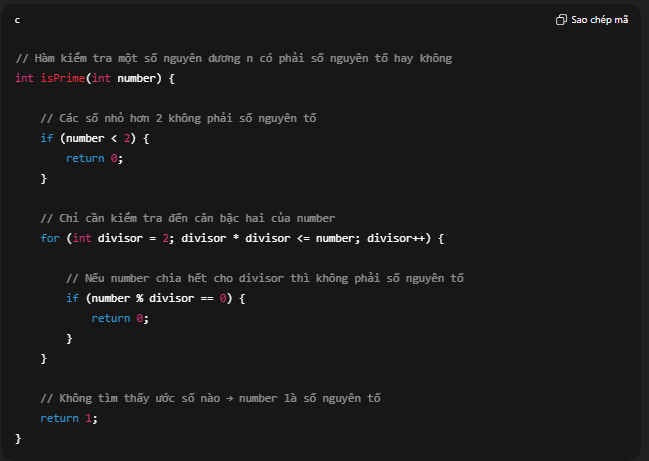 c
Sao chép mã
// Hàm kiểm tra một số nguyên dương n có phải số nguyên tố hay không
int isPrime(int number) {
// Các số nhỏ hơn 2 không phải số nguyên tố
if (number < 2) {
return 0;
}
// Chỉ cần kiểm tra đến căn bậc hai của number
for (int divisor = 2; divisor * divisor <= number; divisor++) {
// Nếu number chia hết cho divisor thì không phải số nguyên tố
if (number % divisor == 0) {
return 0;
}
}
// Không tìm thấy ước số nào → number là số nguyên tố
return 1;
}